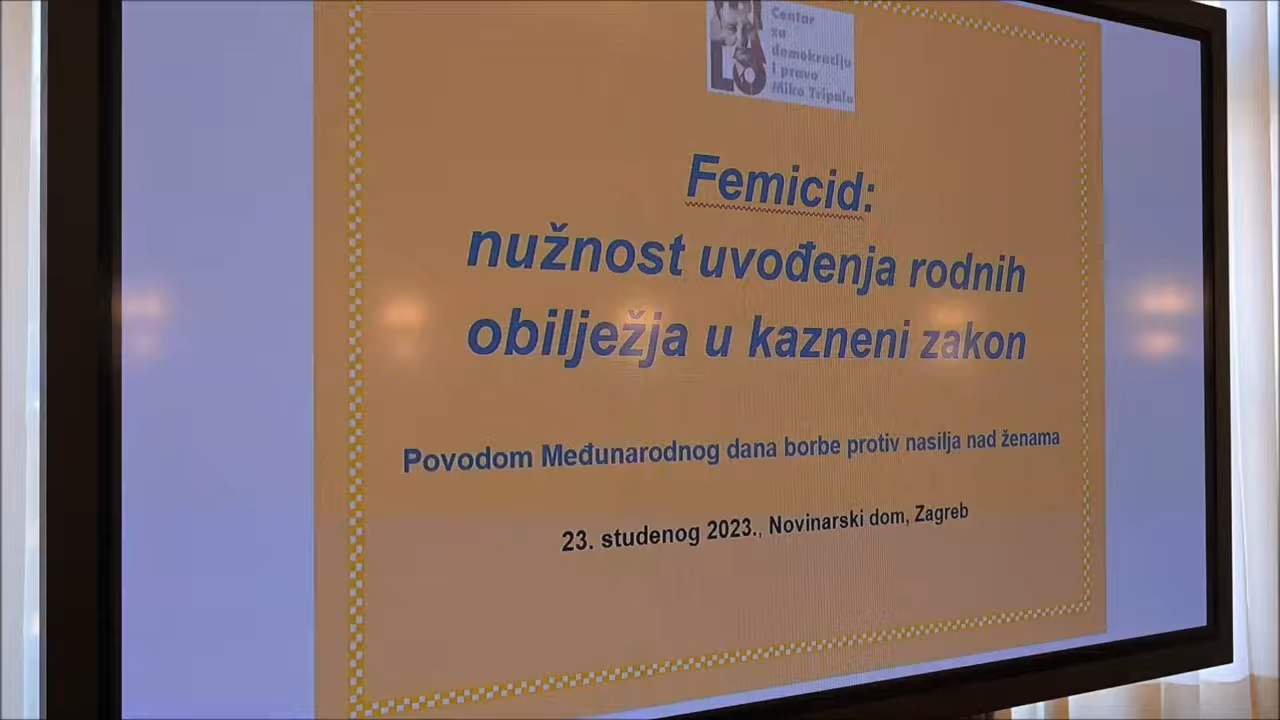 Centar
za
demokraciju
i pravo
Miko Tripalo
LO
Femicid:
nužnost uvođenja rodnih
obilježja u kazneni zakon
Povodom Međunarodnog dana borbe protiv nasilja nad ženama
23. studenog 2023., Novinarski dom, Zagreb